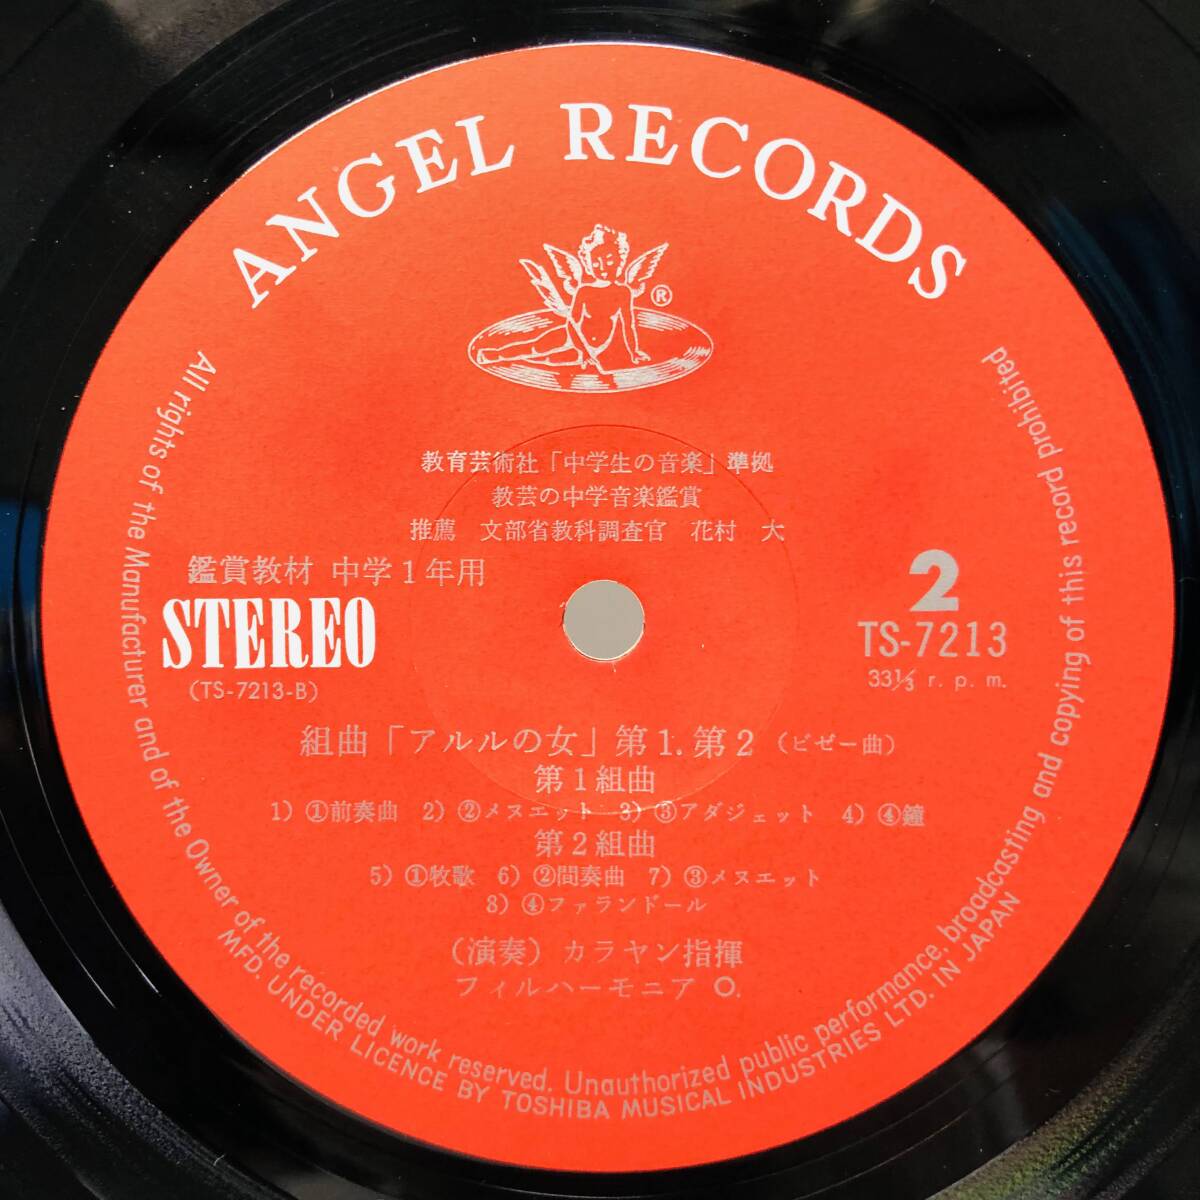 ANGEL RECORDS
®
教育芸術社「中学生の音楽」準拠
教芸の中学音楽鑑賞
推薦 文部省教科調査官 花村 大
鑑賞教材 中学1年用
STEREO
(TS-7213-B)
2
TS-7213
33⅓ r. p. m.
組曲「アルルの女」第1. 第2 (ビゼー曲)
第1組曲
1) ①前奏曲 2) ②メヌエット 3) ③アダジェット 4) ④鐘
第2組曲
5) ①牧歌 6) ②間奏曲 7) ③メヌエット
8) ④ファランドール
(演奏) カラヤン指揮
フィルハーモニア O.
All rights of the Manufacturer and of the Owner of the recorded work reserved. Unauthorized public performance, broadcasting and copying of this record prohibited
MFD. UNDER LICENCE BY TOSHIBA MUSICAL INDUSTRIES LTD. IN JAPAN